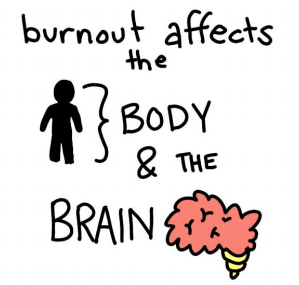 burnout affects
the
BODY
& THE
BRAIN